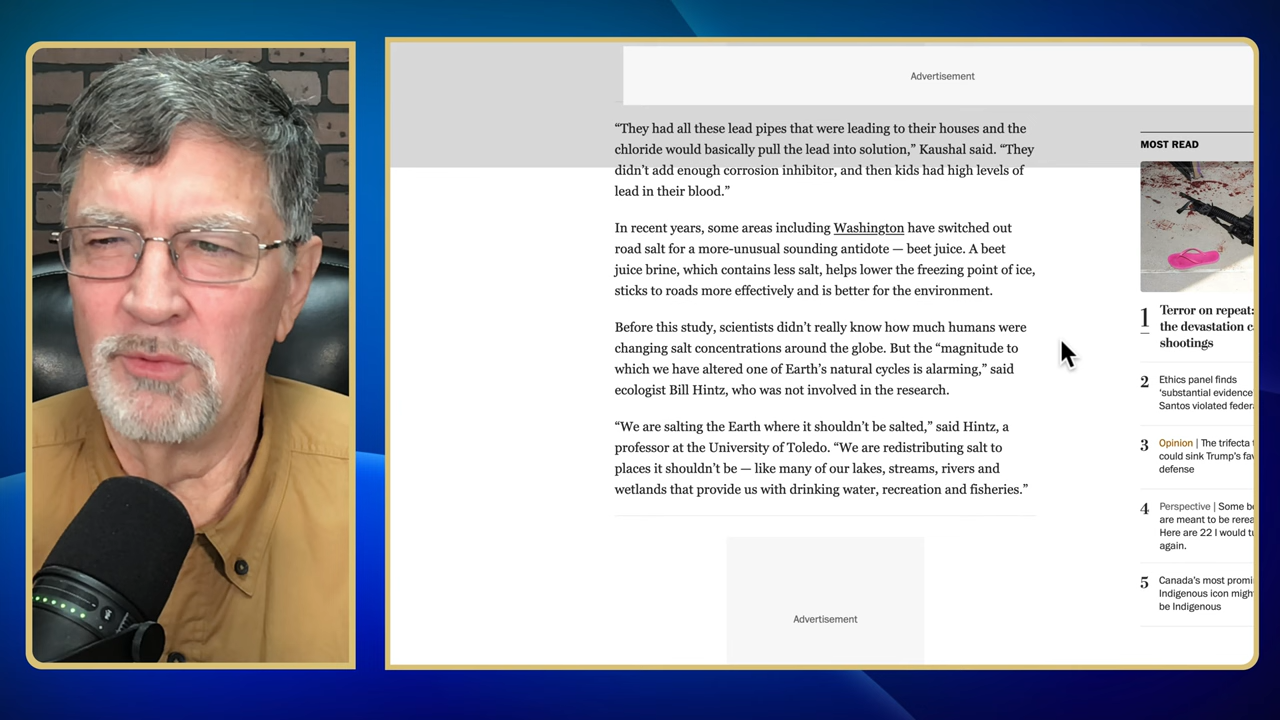 Advertisement
“They had all these lead pipes that were leading to their houses and the
chloride would basically pull the lead into solution,” Kaushal said. “They
didn’t add enough corrosion inhibitor, and then kids had high levels of
lead in their blood.”
In recent years, some areas including Washington have switched out
road salt for a more-unusual sounding antidote — beet juice. A beet
juice brine, which contains less salt, helps lower the freezing point of ice,
sticks to roads more effectively and is better for the environment.
Before this study, scientists didn’t really know how much humans were
changing salt concentrations around the globe. But the “magnitude to
which we have altered one of Earth’s natural cycles is alarming,” said
ecologist Bill Hintz, who was not involved in the research.
“We are salting the Earth where it shouldn’t be salted,” said Hintz, a
professor at the University of Toledo. “We are redistributing salt to
places it shouldn’t be — like many of our lakes, streams, rivers and
wetlands that provide us with drinking water, recreation and fisheries.”
Advertisement
MOST READ
1 Terror on repeat:
the devastation
shootings
2 Ethics panel finds
‘substantial evidence
Santos violated
3 Opinion | The trifecta
could sink Trump’s
defense
4 Perspective | Some
are meant to be
Here are 22 I would
again.
5 Canada’s most
Indigenous icon
be Indigenous